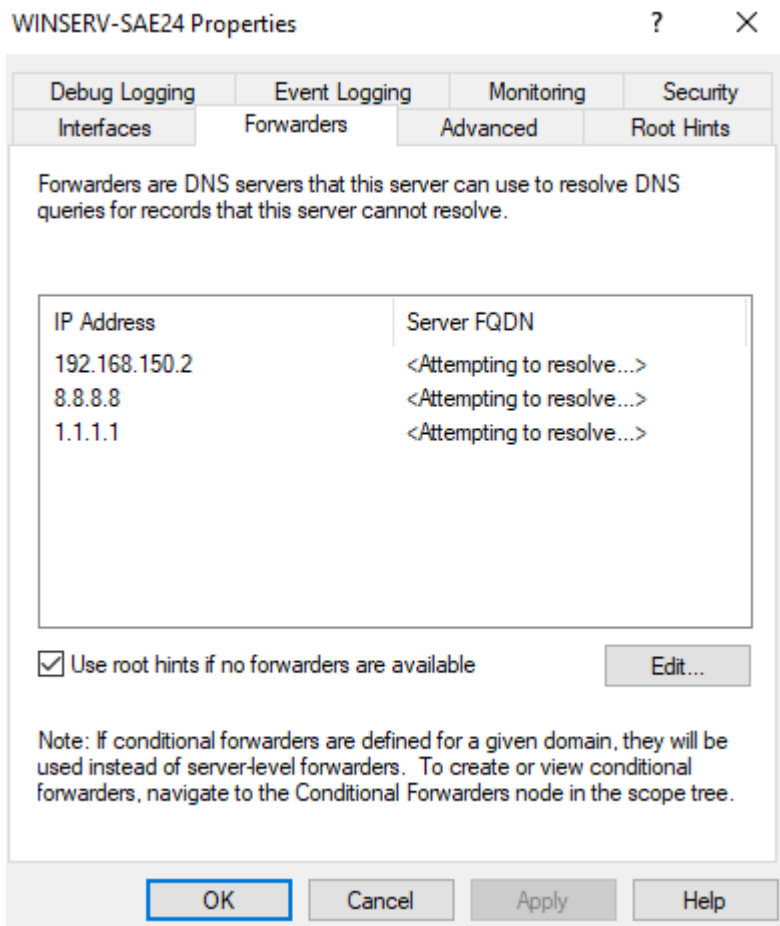 WINSERV-SAE24 Properties ?
Debug Logging Event Logging Monitoring Security
Interfaces Forwarders Advanced Root Hints
Forwarders are DNS servers that this server can use to resolve DNS
queries for records that this server cannot resolve.
IP Address Server FQDN
192.168.150.2 <Attempting to resolve...>
8.8.8.8 <Attempting to resolve...>
1.1.1.1 <Attempting to resolve...>
Use root hints if no forwarders are available Edit...
Note: If conditional forwarders are defined for a given domain, they will be
used instead of server-level forwarders. To create or view conditional
forwarders, navigate to the Conditional Forwarders node in the scope tree.
OK Cancel Apply Help